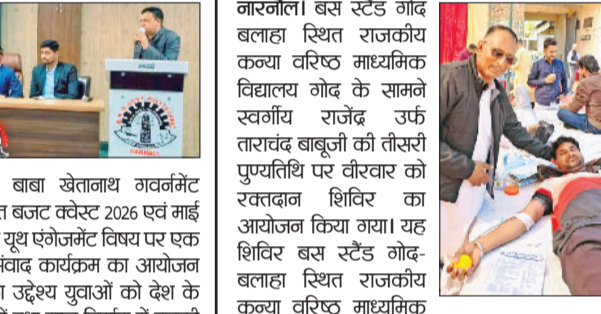 बाबा खेतानाथ गवर्नमेंट
बजट क्वेस्ट 2026 एवं माई
यूथ एंगेजमेंट विषय पर एक
संवाद कार्यक्रम का आयोजन
उद्देश्य युवाओं को देश के
नारनौल। बस स्टैंड गोद
बलाहा स्थित राजकीय
कन्या वरिष्ठ माध्यमिक
विद्यालय गोद के सामने
स्वर्गीय राजेंद्र उर्फ
ताराचंद बाबूजी की तीसरी
पुण्यतिथि पर वीरवार को
रक्तदान शिविर का
आयोजन किया गया। यह
शिविर बस स्टैंड गोद-
बलाहा स्थित राजकीय
कन्या वरिष्ठ माध्यमिक